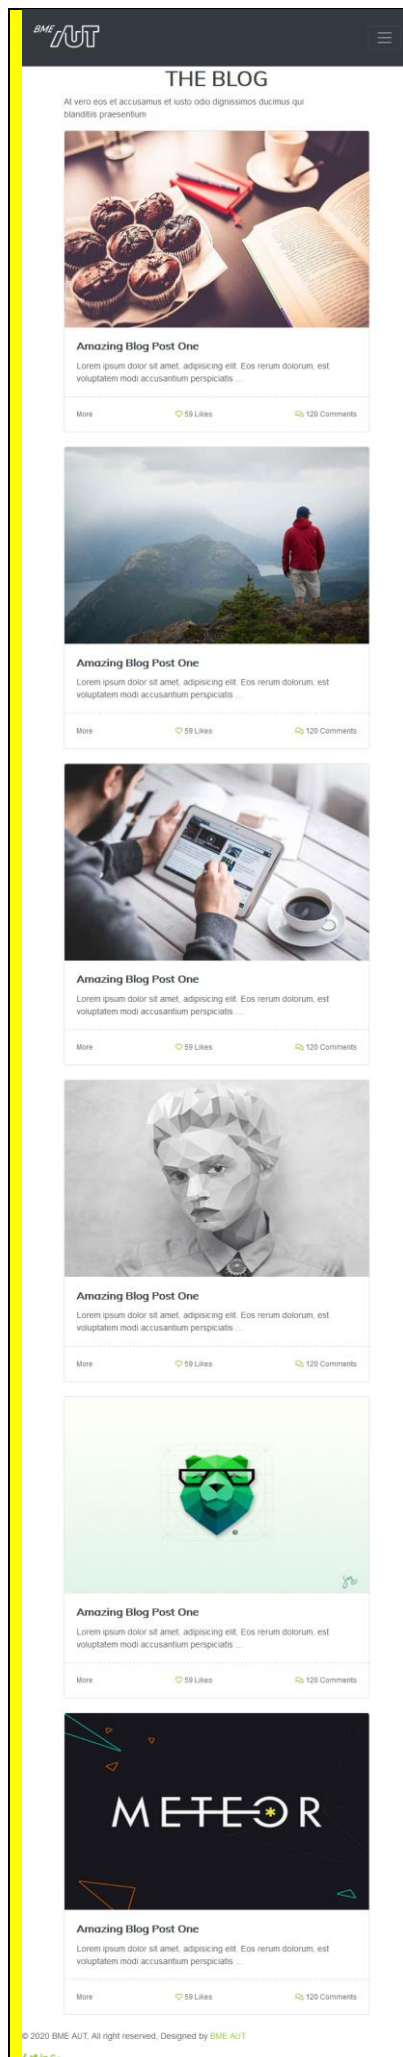 BME AUT
THE BLOG
At vero eos et accusamus et iusto odio dignissimos ducimus qui
blanditiis praesentium
Amazing Blog Post One
Lorem ipsum dolor sit amet, adipisicing elit. Eos rerum dolorum, est
voluptatem modi accusantium perspiciatis ...
More 59 Likes 120 Comments
Amazing Blog Post One
Lorem ipsum dolor sit amet, adipisicing elit. Eos rerum dolorum, est
voluptatem modi accusantium perspiciatis ...
More 59 Likes 120 Comments
Amazing Blog Post One
Lorem ipsum dolor sit amet, adipisicing elit. Eos rerum dolorum, est
voluptatem modi accusantium perspiciatis ...
More 59 Likes 120 Comments
Amazing Blog Post One
Lorem ipsum dolor sit amet, adipisicing elit. Eos rerum dolorum, est
voluptatem modi accusantium perspiciatis ...
More 59 Likes 120 Comments
Amazing Blog Post One
Lorem ipsum dolor sit amet, adipisicing elit. Eos rerum dolorum, est
voluptatem modi accusantium perspiciatis ...
More 59 Likes 120 Comments
METEOR
Amazing Blog Post One
Lorem ipsum dolor sit amet, adipisicing elit. Eos rerum dolorum, est
voluptatem modi accusantium perspiciatis ...
More 59 Likes 120 Comments
© 2020 BME AUT, All right reserved, Designed by BME AUT